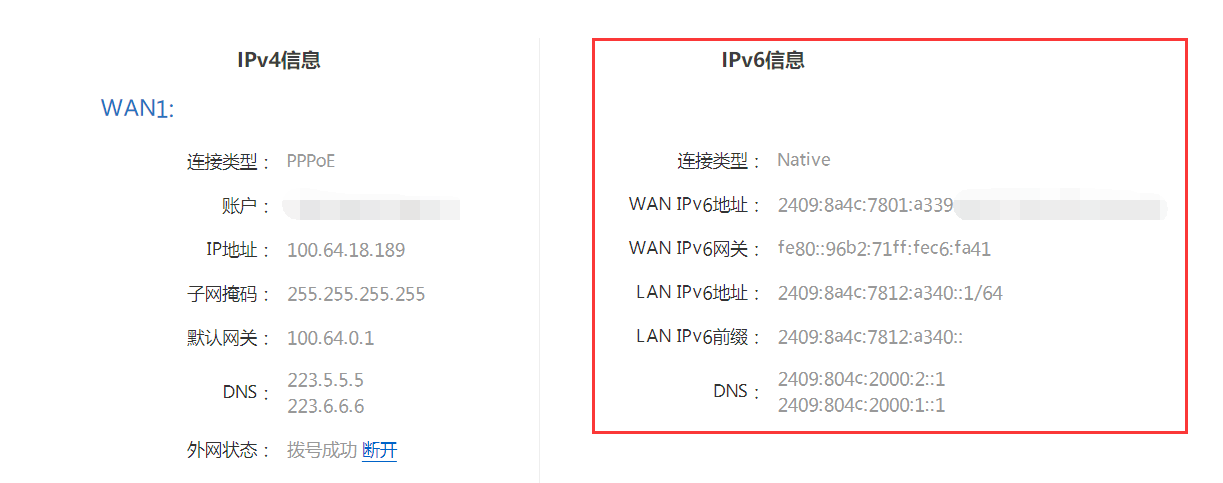 IPv4信息
WAN1:
连接类型： PPPoE
账户：
IP地址： 100.64.18.189
子网掩码： 255.255.255.255
默认网关： 100.64.0.1
DNS： 223.5.5.5
223.6.6.6
外网状态： 拨号成功 断开
IPv6信息
连接类型： Native
WAN IPv6地址： 2409:8a4c:7801:a339
WAN IPv6网关： fe80::96b2:71ff:fec6:fa41
LAN IPv6地址： 2409:8a4c:7812:a340::1/64
LAN IPv6前缀： 2409:8a4c:7812:a340::
DNS： 2409:804c:2000:2::1
2409:804c:2000:1::1